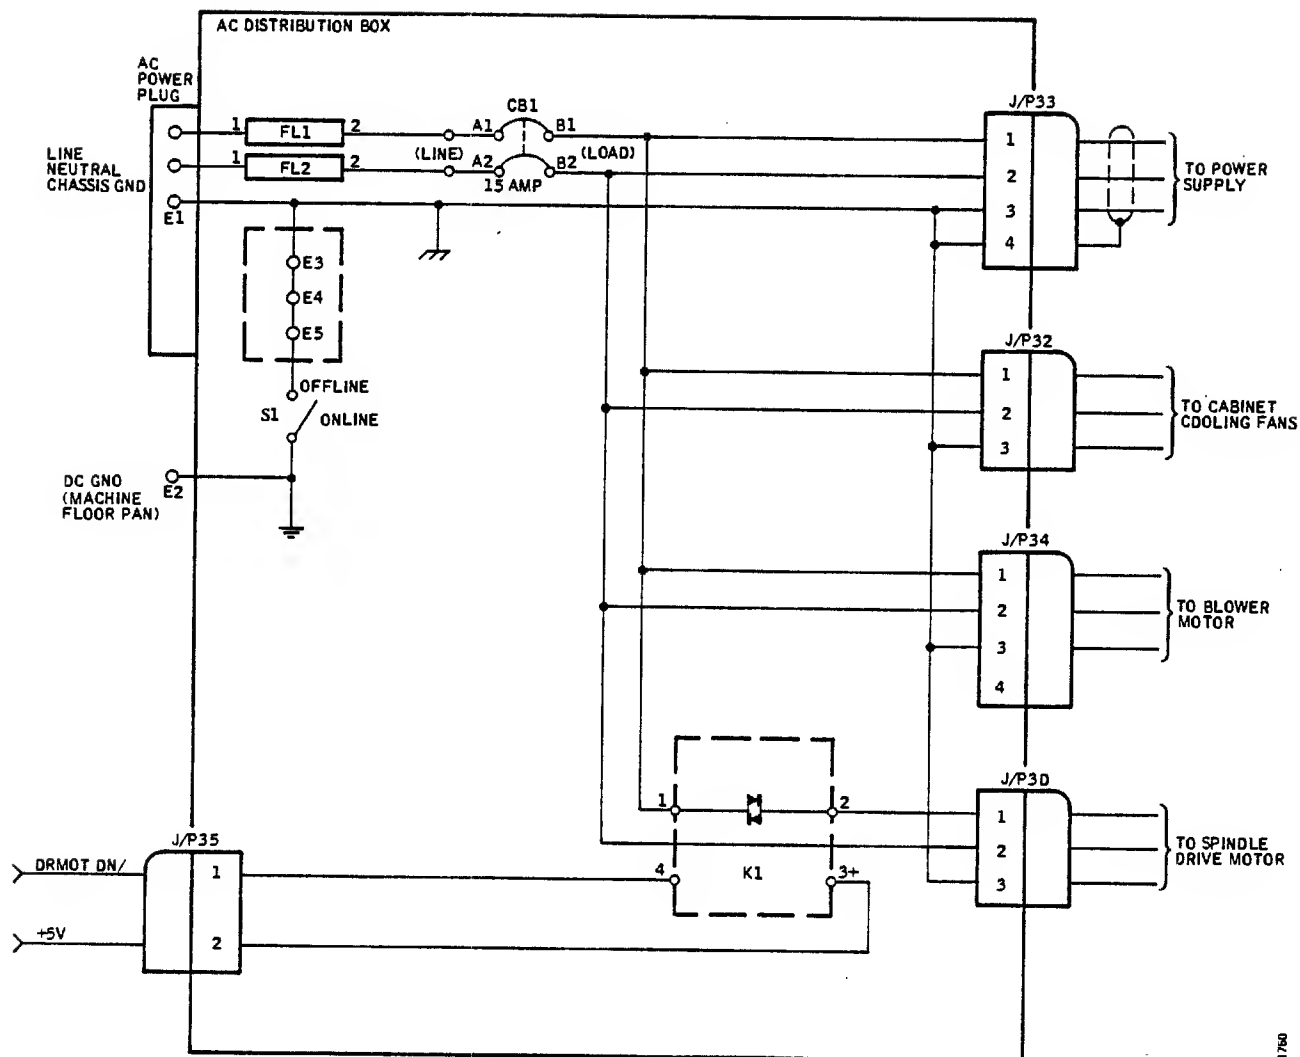 AC DISTRIBUTION BOX
AC
POWER
PLUG
LINE
NEUTRAL
CHASSIS GND
E1
1 FL1 2
1 FL2 2
(LINE)
CB1
A1 B1
A2 B2
15 AMP
(LOAD)
J/P33
1
2
3
4
TO POWER
SUPPLY
E3
E4
E5
OFFLINE
S1
ONLINE
DC GNO
(MACHINE
FLOOR PAN)
E2
J/P32
1
2
3
TO CABINET
CDOLING FANS
J/P34
1
2
3
4
TO BLOWER
MOTOR
1 2
4 K1 3+
J/P3D
1
2
3
TO SPINDLE
DRIVE MOTOR
J/P35
DRMOT DN/ 1
+5V 2
1760